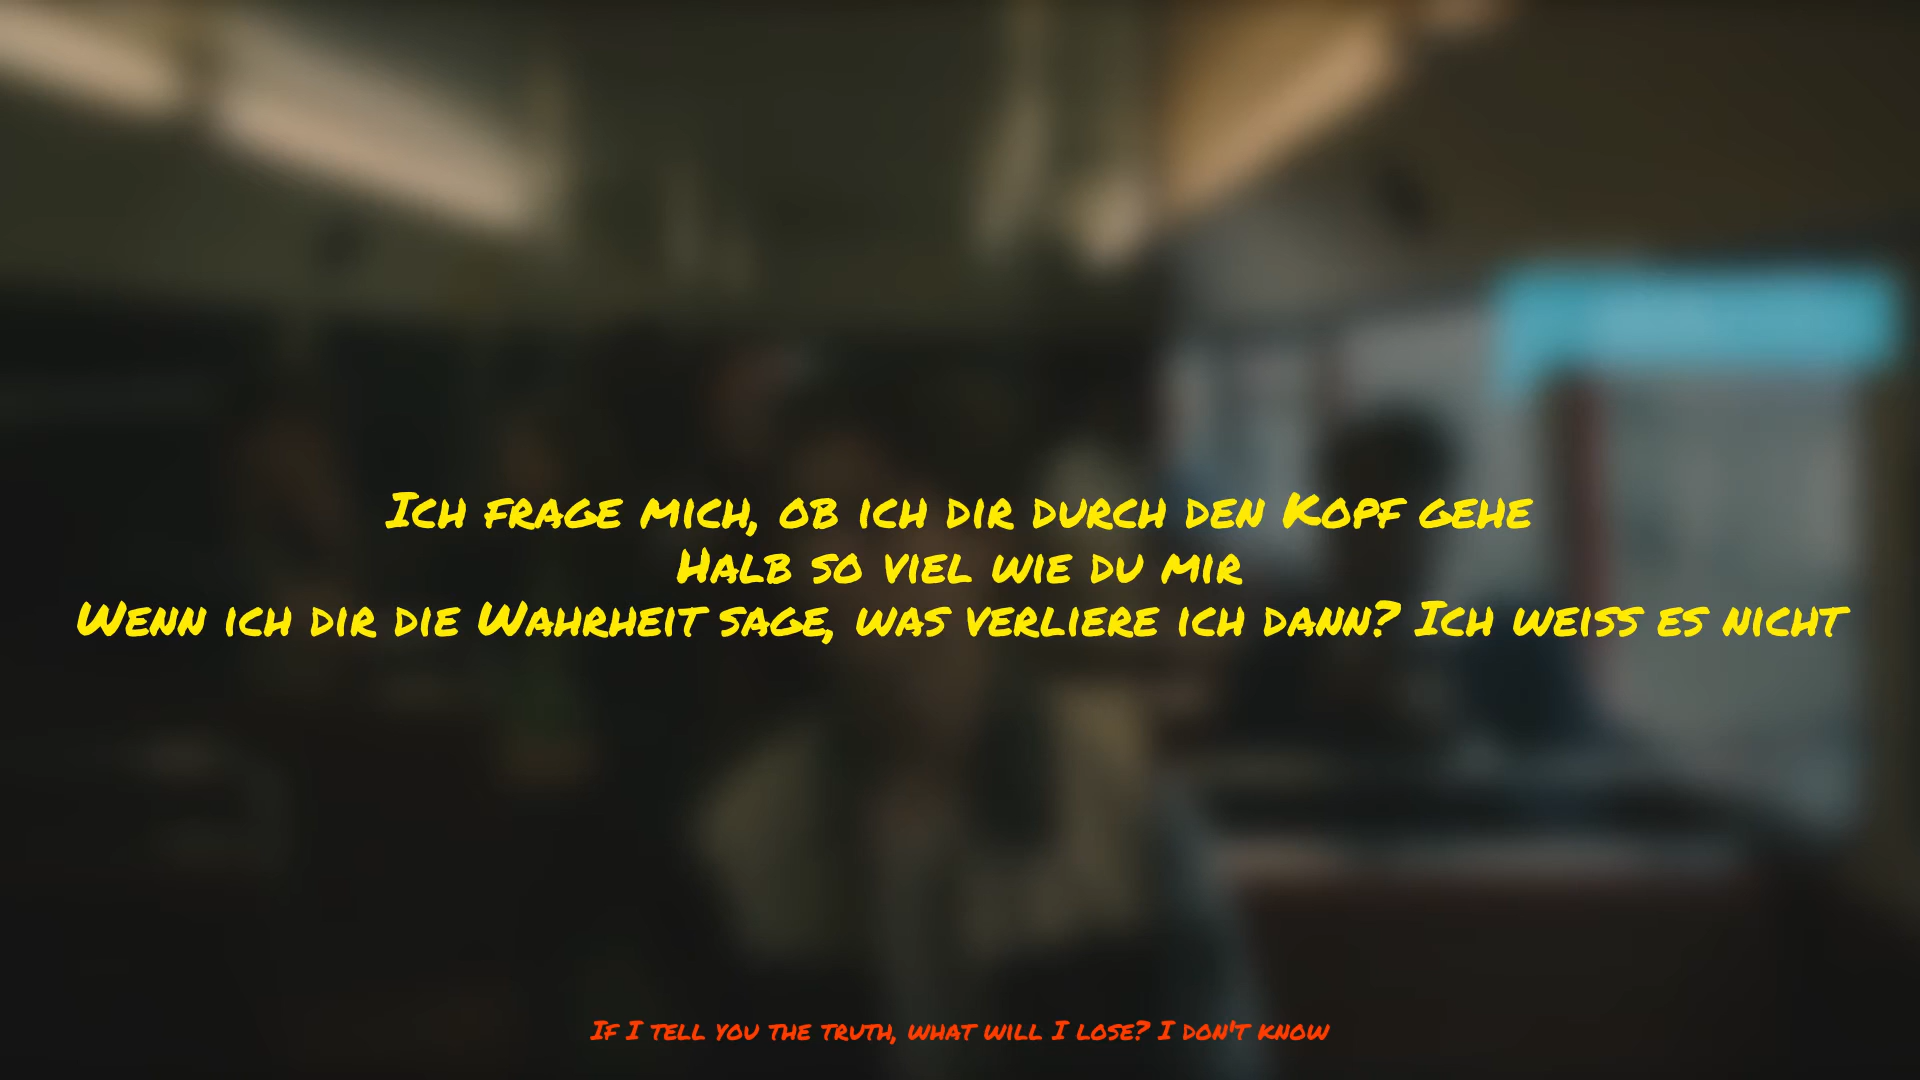 Ich frage mich, ob ich dir durch den Kopf gehe
Halb so viel wie du mir
Wenn ich dir die Wahrheit sage, was verliere ich dann? Ich weiss es nicht
If I tell you the truth, what will I lose? I don't know